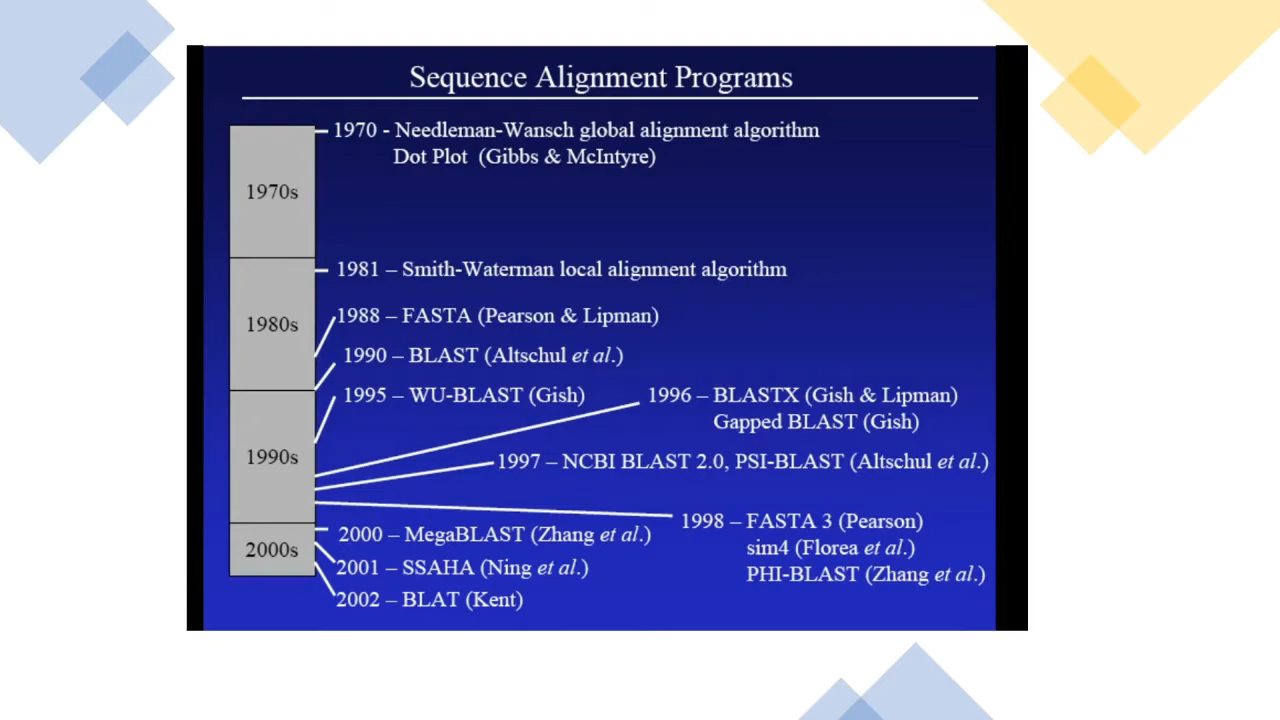 Sequence Alignment Programs
1970 - Needleman-Wansch global alignment algorithm
Dot Plot (Gibbs & McIntyre)
1970s
1981 – Smith-Waterman local alignment algorithm
1980s
1988 – FASTA (Pearson & Lipman)
1990 – BLAST (Altschul et al.)
1995 – WU-BLAST (Gish)
1996 – BLASTX (Gish & Lipman)
Gapped BLAST (Gish)
1990s
1997 – NCBI BLAST 2.0, PSI-BLAST (Altschul et al.)
1998 – FASTA 3 (Pearson)
sim4 (Florea et al.)
PHI-BLAST (Zhang et al.)
2000s
2000 – MegaBLAST (Zhang et al.)
2001 – SSAHA (Ning et al.)
2002 – BLAT (Kent)